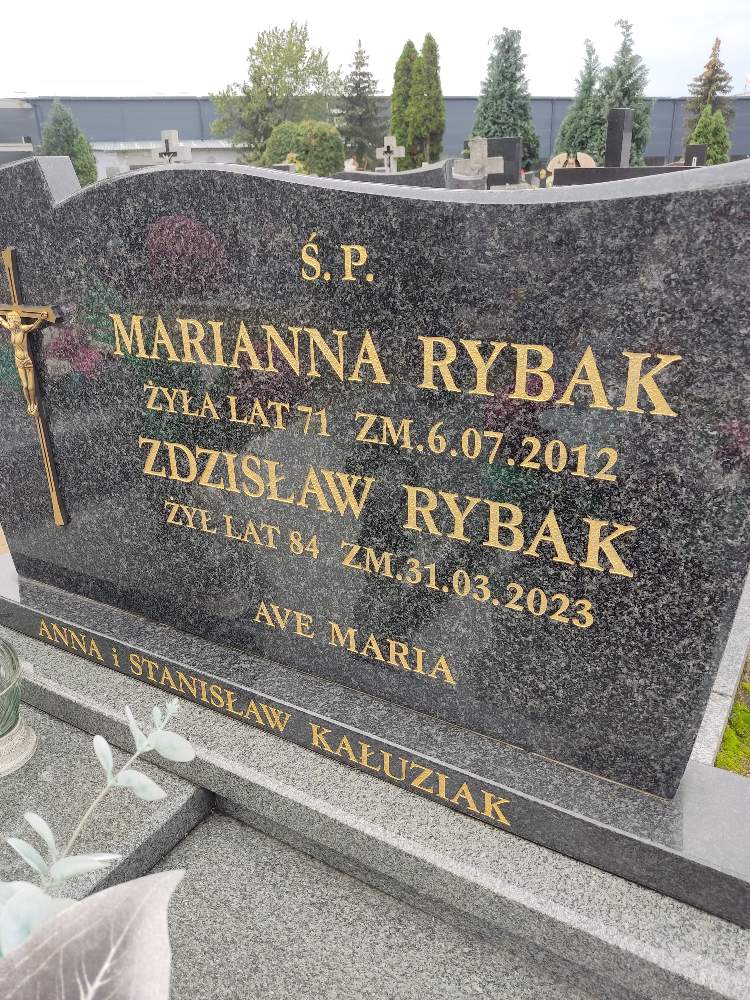 Ś.P.
MARIANNA RYBAK
ŻYŁA LAT 71 ZM.6.07.2012
ZDZISŁAW RYBAK
ŻYŁ LAT 84 ZM.31.03.2023
AVE MARIA
ANNA i STANISŁAW KAŁUZIAK